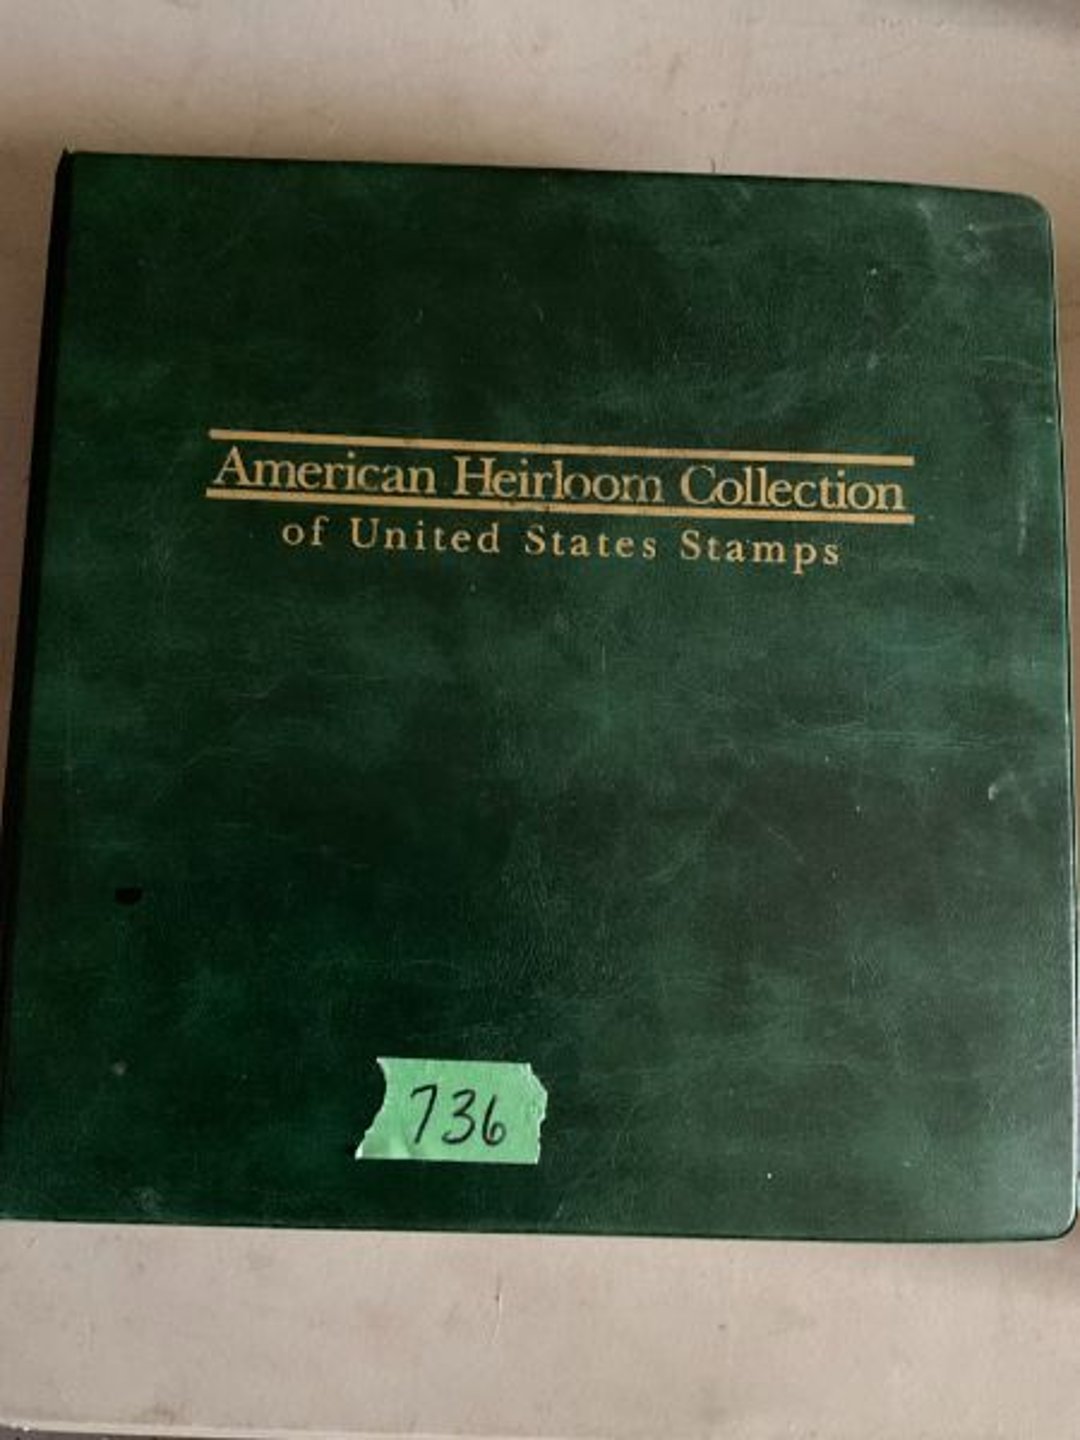 American Heirloom Collection
of United States Stamps
736